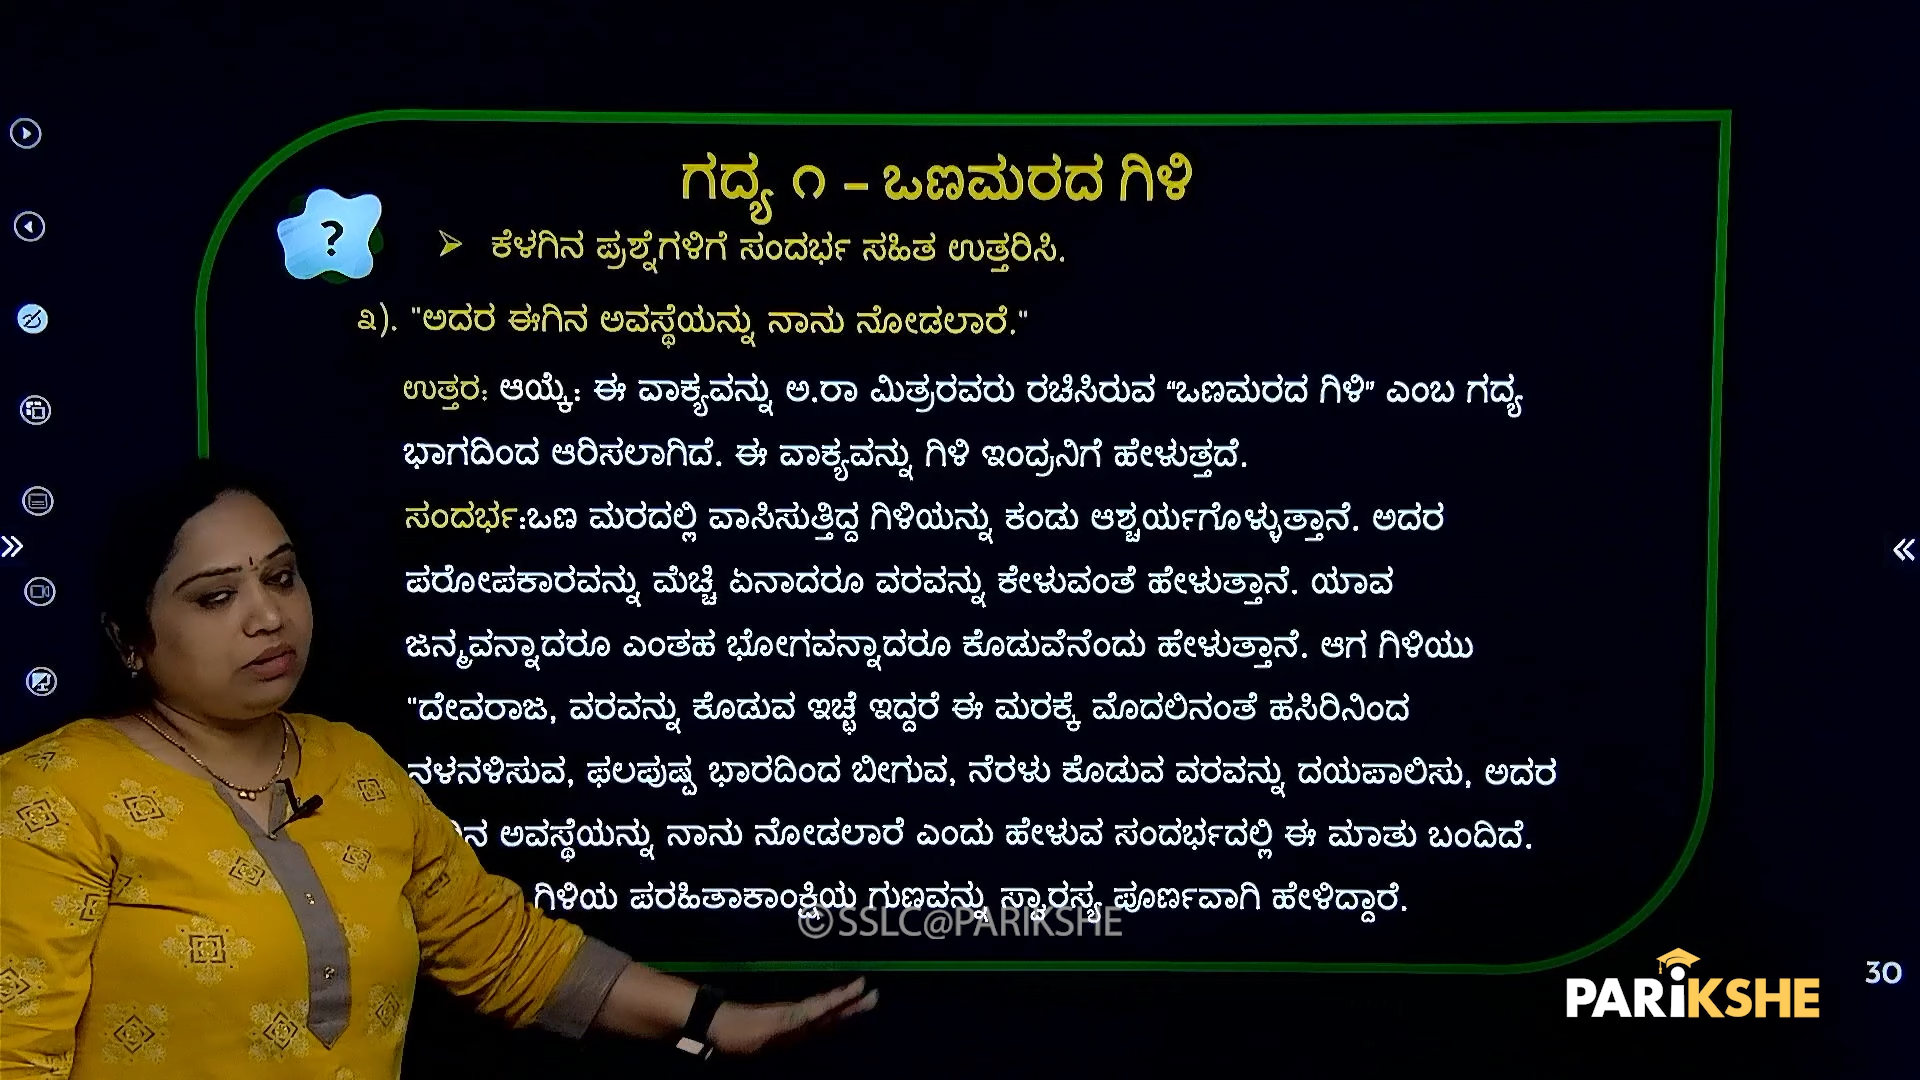 ಗದ್ಯ ೧ – ಒಣಮರದ ಗಿಳಿ
?
➢ ಕೆಳಗಿನ ಪ್ರಶ್ನೆಗಳಿಗೆ ಸಂದರ್ಭ ಸಹಿತ ಉತ್ತರಿಸಿ.
೩). "ಅದರ ಈಗಿನ ಅವಸ್ಥೆಯನ್ನು ನಾನು ನೋಡಲಾರೆ."
ಉತ್ತರ: ಆಯ್ಕೆ: ಈ ವಾಕ್ಯವನ್ನು ಅ.ರಾ ಮಿತ್ರರವರು ರಚಿಸಿರುವ “ಒಣಮರದ ಗಿಳಿ” ಎಂಬ ಗದ್ಯ
ಭಾಗದಿಂದ ಆರಿಸಲಾಗಿದೆ. ಈ ವಾಕ್ಯವನ್ನು ಗಿಳಿ ಇಂದ್ರನಿಗೆ ಹೇಳುತ್ತದೆ.
ಸಂದರ್ಭ:ಒಣ ಮರದಲ್ಲಿ ವಾಸಿಸುತ್ತಿದ್ದ ಗಿಳಿಯನ್ನು ಕಂಡು ಆಶ್ಚರ್ಯಗೊಳ್ಳುತ್ತಾನೆ. ಅದರ
ಪರೋಪಕಾರವನ್ನು ಮೆಚ್ಚಿ ಏನಾದರೂ ವರವನ್ನು ಕೇಳುವಂತೆ ಹೇಳುತ್ತಾನೆ. ಯಾವ
ಜನ್ಮವನ್ನಾದರೂ ಎಂತಹ ಭೋಗವನ್ನಾದರೂ ಕೊಡುವೆನೆಂದು ಹೇಳುತ್ತಾನೆ. ಆಗ ಗಿಳಿಯು
"ದೇವರಾಜ, ವರವನ್ನು ಕೊಡುವ ಇಚ್ಛೆ ಇದ್ದರೆ ಈ ಮರಕ್ಕೆ ಮೊದಲಿನಂತೆ ಹಸಿರಿನಿಂದ
ನಳನಳಿಸುವ, ಫಲಪುಷ್ಪ ಭಾರದಿಂದ ಬೀಗುವ, ನೆರಳು ಕೊಡುವ ವರವನ್ನು ದಯಪಾಲಿಸು, ಅದರ
ಅವಸ್ಥೆಯನ್ನು ನಾನು ನೋಡಲಾರೆ ಎಂದು ಹೇಳುವ ಸಂದರ್ಭದಲ್ಲಿ ಈ ಮಾತು ಬಂದಿದೆ.
ಗಿಳಿಯ ಪರಹಿತಾಕಾಂಕ್ಷಿಯ ಗುಣವನ್ನು ಸ್ವಾರಸ್ಯ ಪೂರ್ಣವಾಗಿ ಹೇಳಿದ್ದಾರೆ.
©SSLC@PARIKSHE
PARIKSHE
30